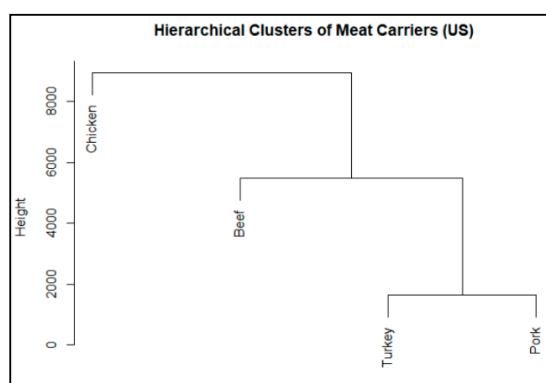 Hierarchical Clusters of Meat Carriers (US)
Height
8000
6000
4000
2000
0
Chicken
Beef
Turkey
Pork